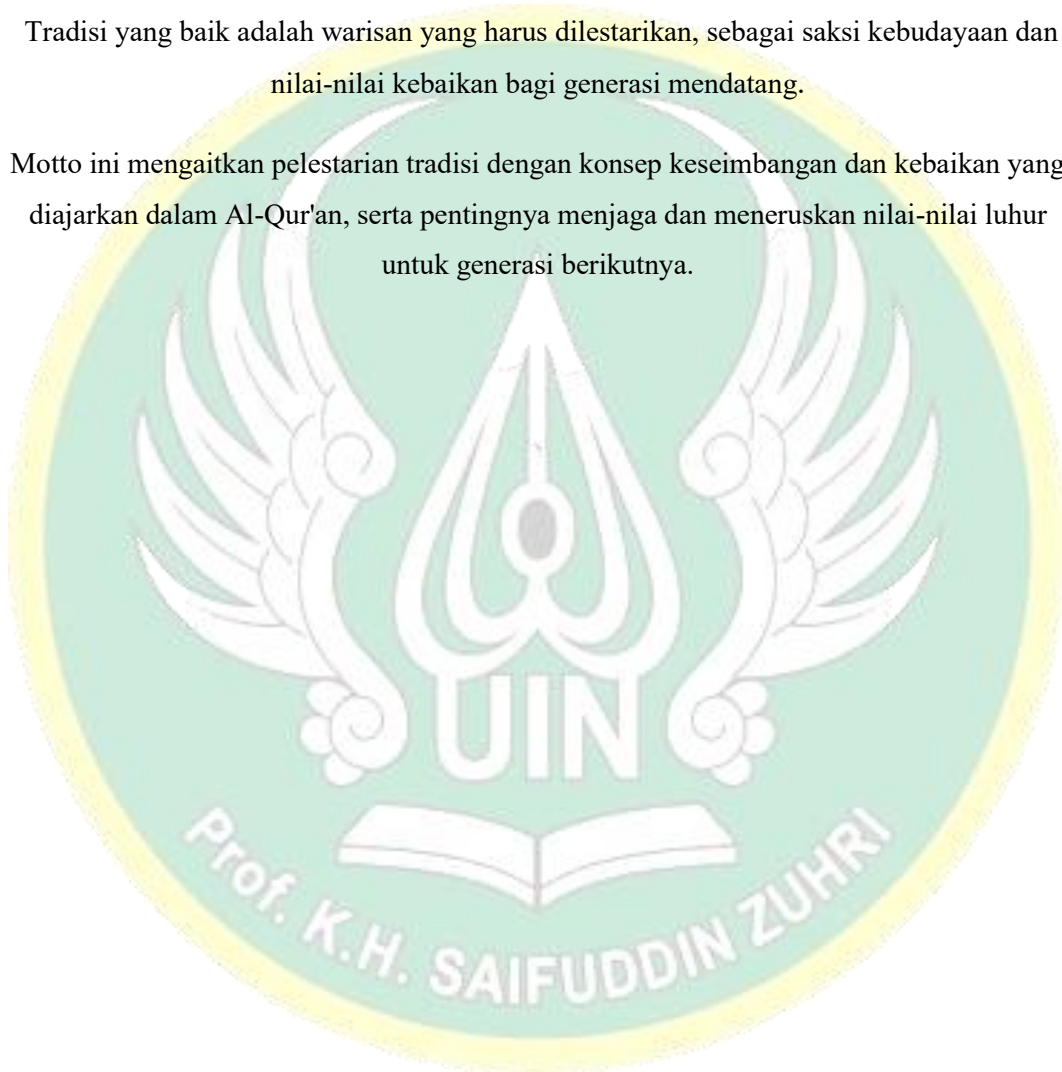 Tradisi yang baik adalah warisan yang harus dilestarikan, sebagai saksi kebudayaan dan
nilai-nilai kebaikan bagi generasi mendatang.
Motto ini mengaitkan pelestarian tradisi dengan konsep keseimbangan dan kebaikan yang
diajarkan dalam Al-Qur'an, serta pentingnya menjaga dan meneruskan nilai-nilai luhur
untuk generasi berikutnya.
UIN
Prof. K.H. SAIFUDDIN ZUHRI